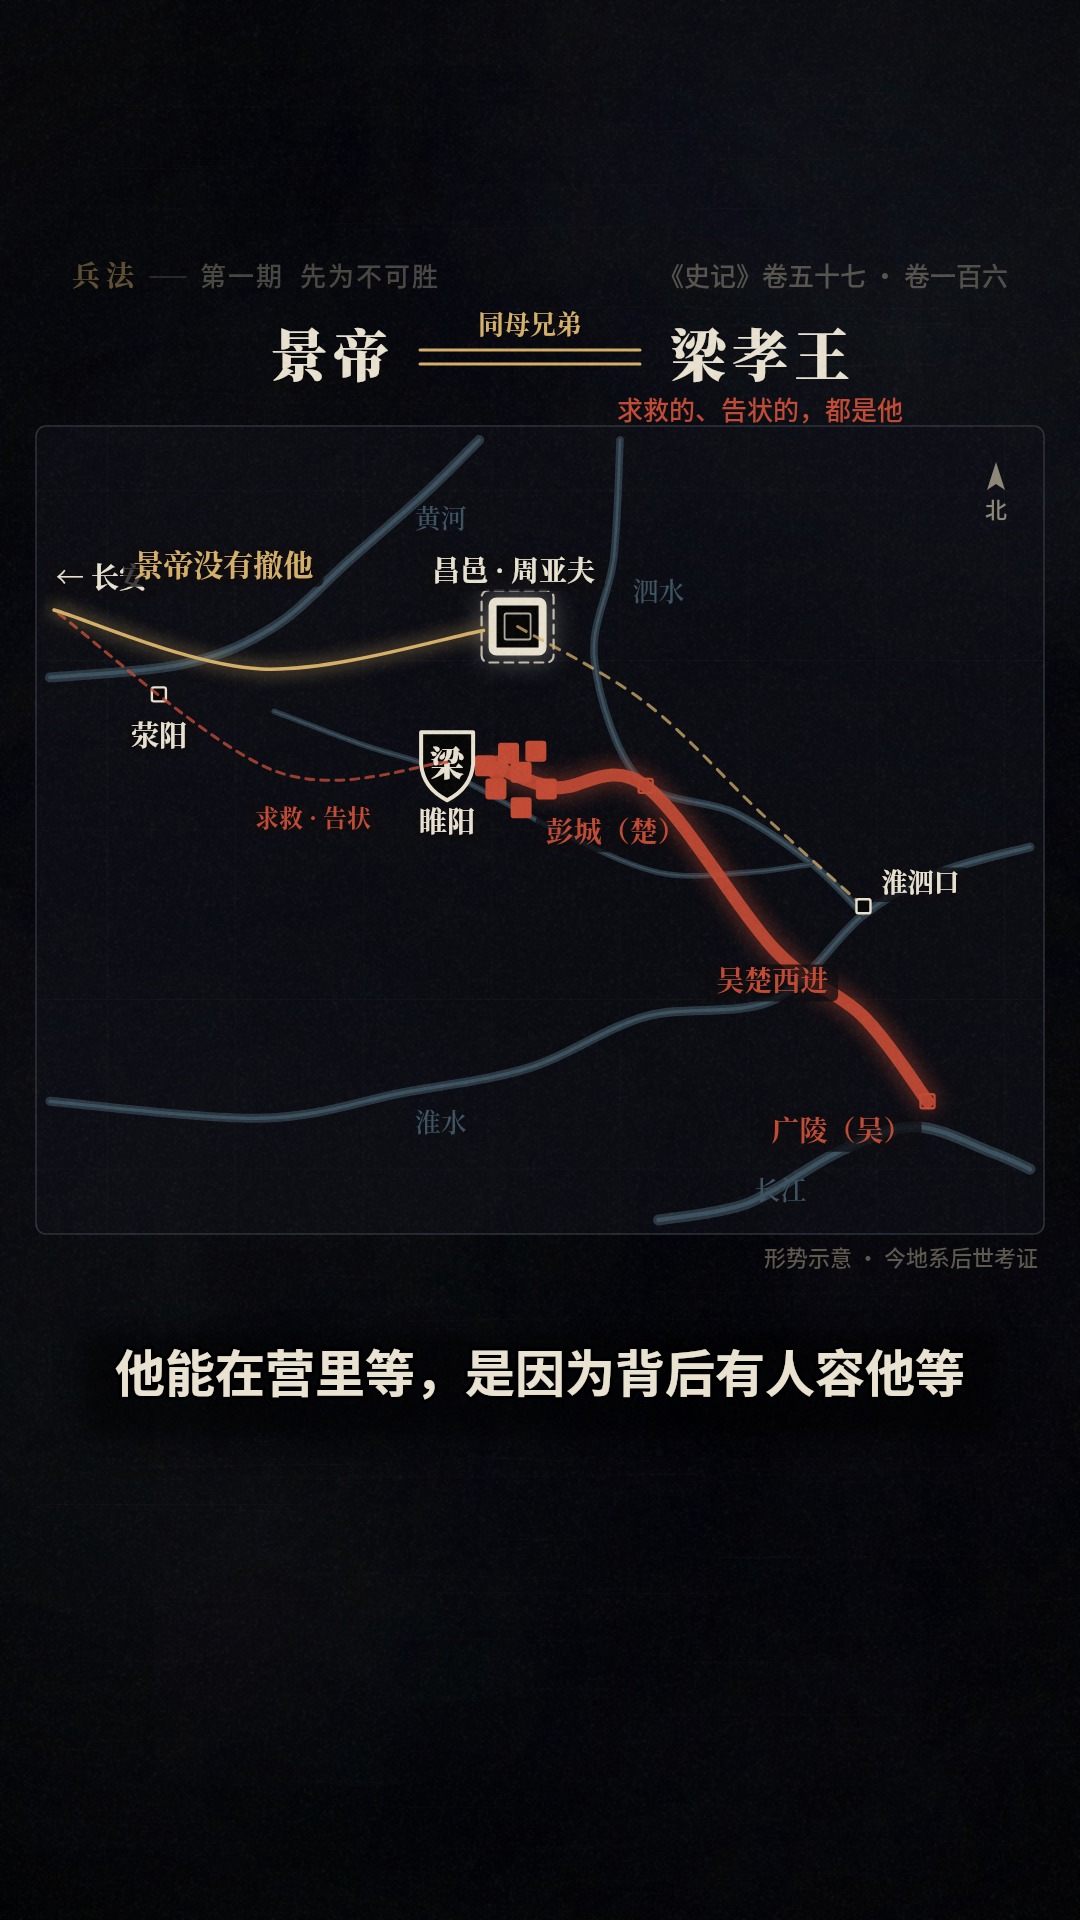 兵法 — 第一期 先为不可胜
《史记》卷五十七 · 卷一百六
同母兄弟
景帝
梁孝王
求救的、告状的，都是他
北
黄河
← 长安
景帝没有撤他
昌邑 · 周亚夫
泗水
荥阳
梁
求救 · 告状
睢阳
彭城（楚）
淮泗口
吴楚西进
淮水
广陵（吴）
长江
形势示意 · 今地系后世考证
他能在营里等，是因为背后有人容他等